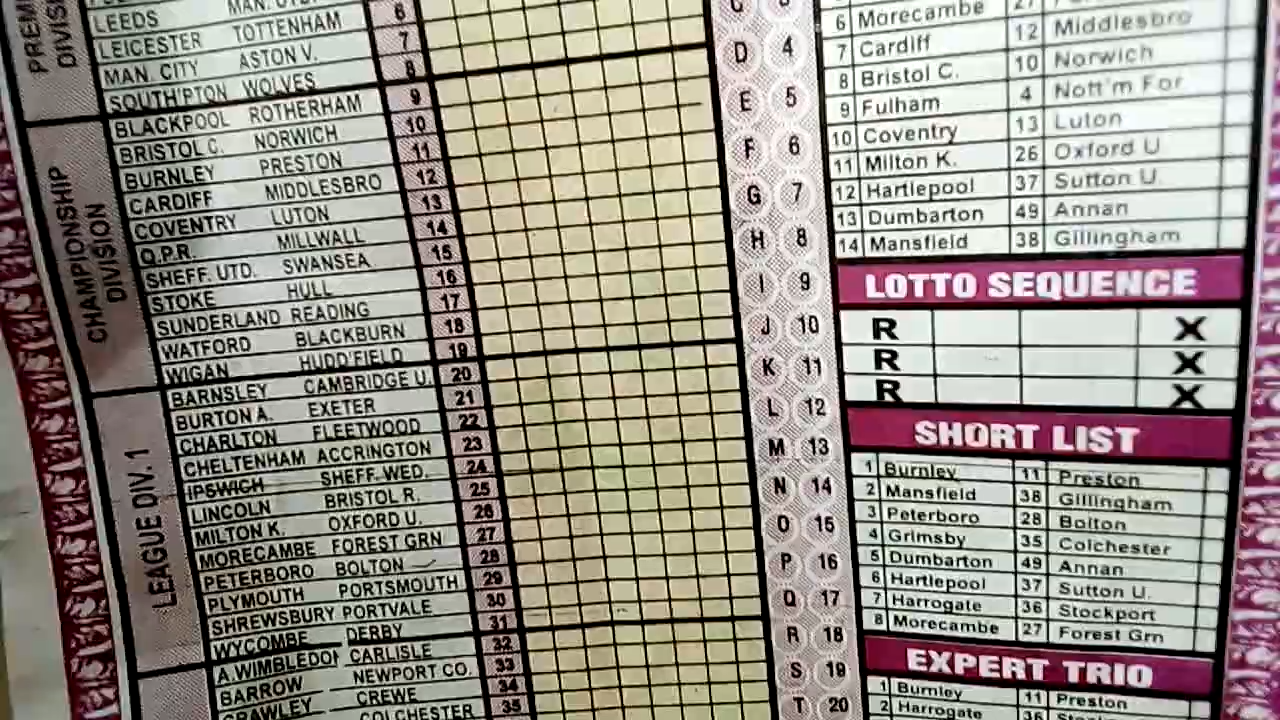 PREM
DIVIS
LEEDS MAN. UTD. 6
LEICESTER TOTTENHAM 7
MAN. CITY ASTON V. 8
SOUTH'PTON WOLVES
CHAMPIONSHIP
DIVISION
BLACKPOOL ROTHERHAM 9
BRISTOL C. NORWICH 10
BURNLEY PRESTON 11
CARDIFF MIDDLESBRO 12
COVENTRY LUTON 13
Q.P.R. MILLWALL 14
SHEFF. UTD. SWANSEA 15
STOKE HULL 16
SUNDERLAND READING 17
WATFORD BLACKBURN 18
WIGAN HUDD'FIELD 19
LEAGUE DIV. 1
BARNSLEY CAMBRIDGE U. 20
BURTON A. EXETER 21
CHARLTON FLEETWOOD 22
CHELTENHAM ACCRINGTON 23
IPSWICH SHEFF. WED. 24
LINCOLN BRISTOL R. 25
MILTON K. OXFORD U. 26
MORECAMBE FOREST GRN 27
PETERBORO BOLTON 28
PLYMOUTH PORTSMOUTH 29
SHREWSBURY PORTVALE 30
WYCOMBE DERBY 31
A.WIMBLEDON CARLISLE 32
BARROW NEWPORT CO. 33
CRAWLEY CREWE 34
COLCHESTER 35
D 4
E 5
F 6
G 7
H 8
I 9
J 10
K 11
L 12
M 13
N 14
O 15
P 16
Q 17
R 18
S 19
T 20
6 Morecambe 27
7 Cardiff 12 Middlesbro
8 Bristol C. 10 Norwich
9 Fulham 4 Nott'm For
10 Coventry 13 Luton
11 Milton K. 26 Oxford U
12 Hartlepool 37 Sutton U.
13 Dumbarton 49 Annan
14 Mansfield 38 Gillingham
LOTTO SEQUENCE
R X
R X
R X
SHORT LIST
1 Burnley 11 Preston
2 Mansfield 38 Gillingham
3 Peterboro 28 Bolton
4 Grimsby 35 Colchester
5 Dumbarton 49 Annan
6 Hartlepool 37 Sutton U.
7 Harrogate 36 Stockport
8 Morecambe 27 Forest Grn
EXPERT TRIO
1 Burnley 11 Preston
2 Harrogate 36